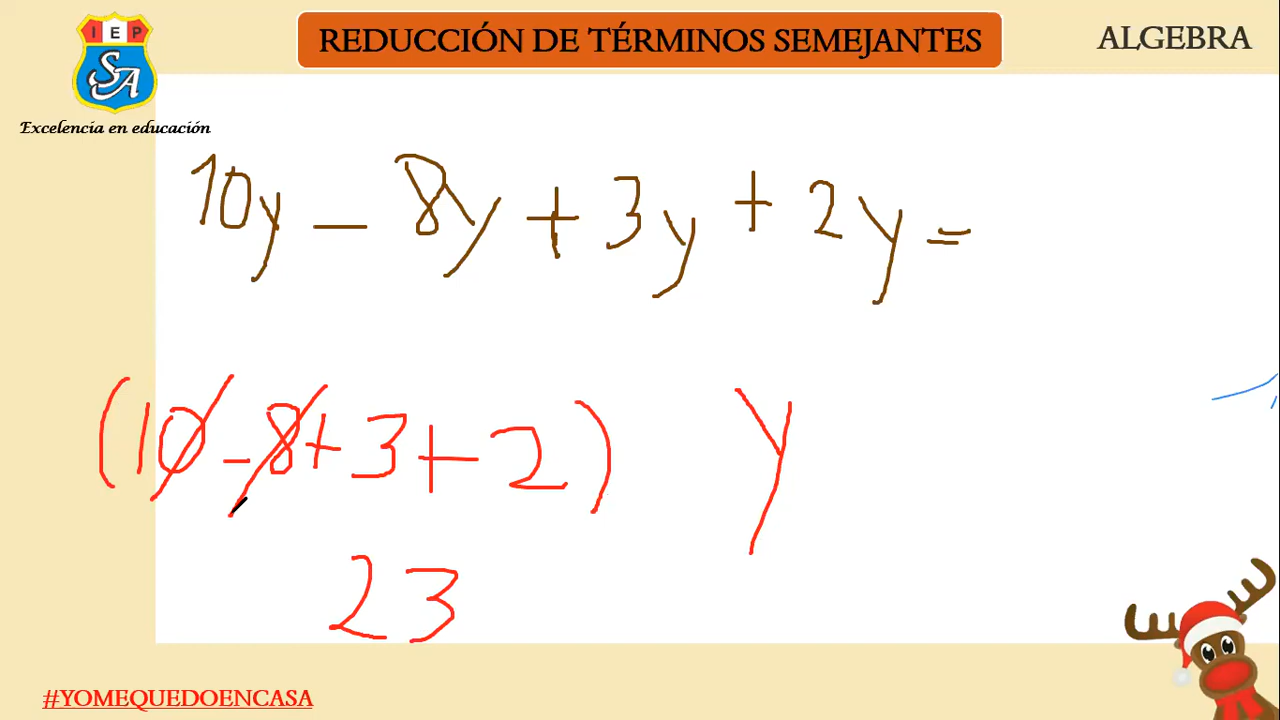 IEP
SA
Excelencia en educación
REDUCCIÓN DE TÉRMINOS SEMEJANTES
ALGEBRA
10y - 8y + 3y + 2y =
(10 - 8 + 3 + 2) y
23
#YOMEQUEDOENCASA